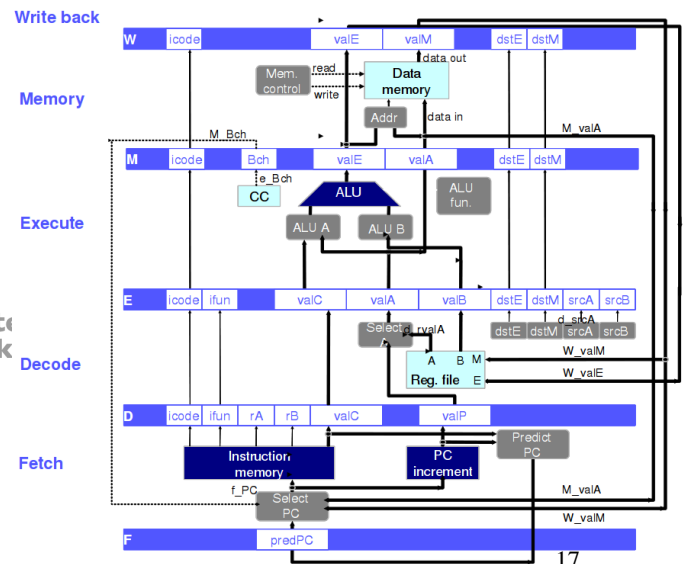 Write back
W icode valE valM dstE dstM
data out
Mem.
control
read
write
Data
memory
Memory
Addr
data in
M_Bch
M_valA
M icode Bch valE valA dstE dstM
e_Bch
CC
ALU
ALU
fun.
Execute
ALU A
ALU B
E icode ifun valC valA valB dstE dstM srcA srcB
d_srcA
Select
d_rvalA
dstE dstM srcA srcB
A B M
W_valM
Decode
Reg. file E
W_valE
D icode ifun rA rB valC valP
Predict
PC
Fetch
Instruction
memory
PC
increment
f_PC
Select
PC
M_valA
W_valM
F predPC
17